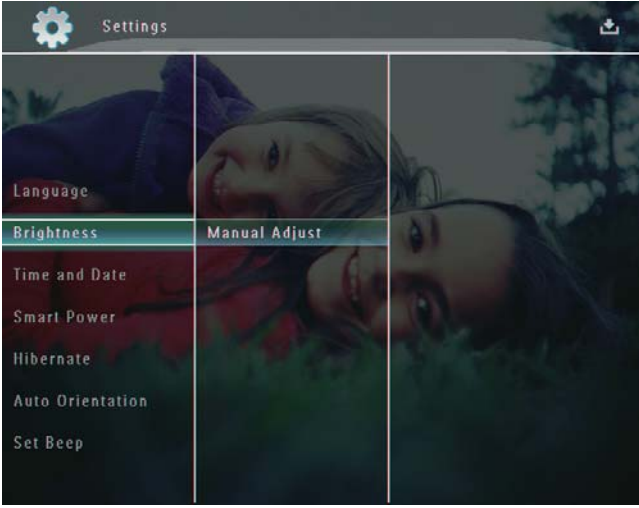 Settings
Language
Brightness
Manual Adjust
Time and Date
Smart Power
Hibernate
Auto Orientation
Set Beep